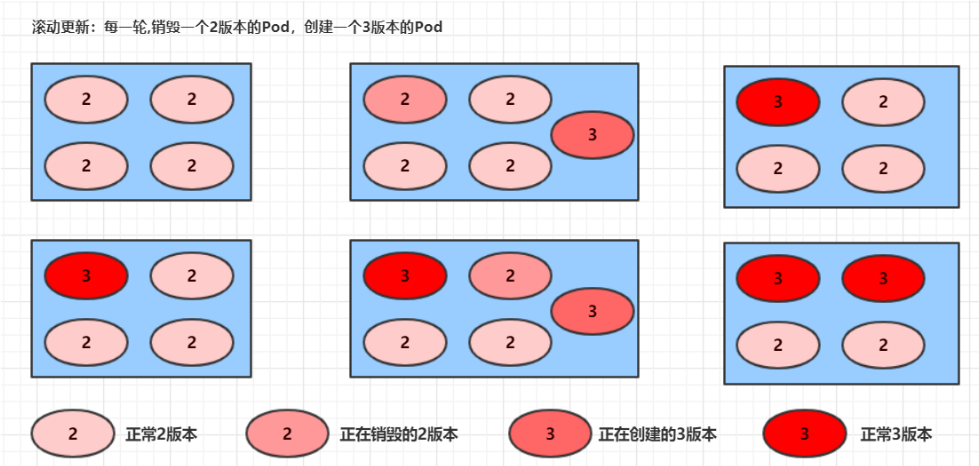 滚动更新：每一轮,销毁一个2版本的Pod，创建一个3版本的Pod
2 2 2 2 3 2
2 2 2 2 3
2 2
3 2 3 2 3 3
2 2 2 2 3
2 2
2 正常2版本 2 正在销毁的2版本 3 正在创建的3版本 3 正常3版本